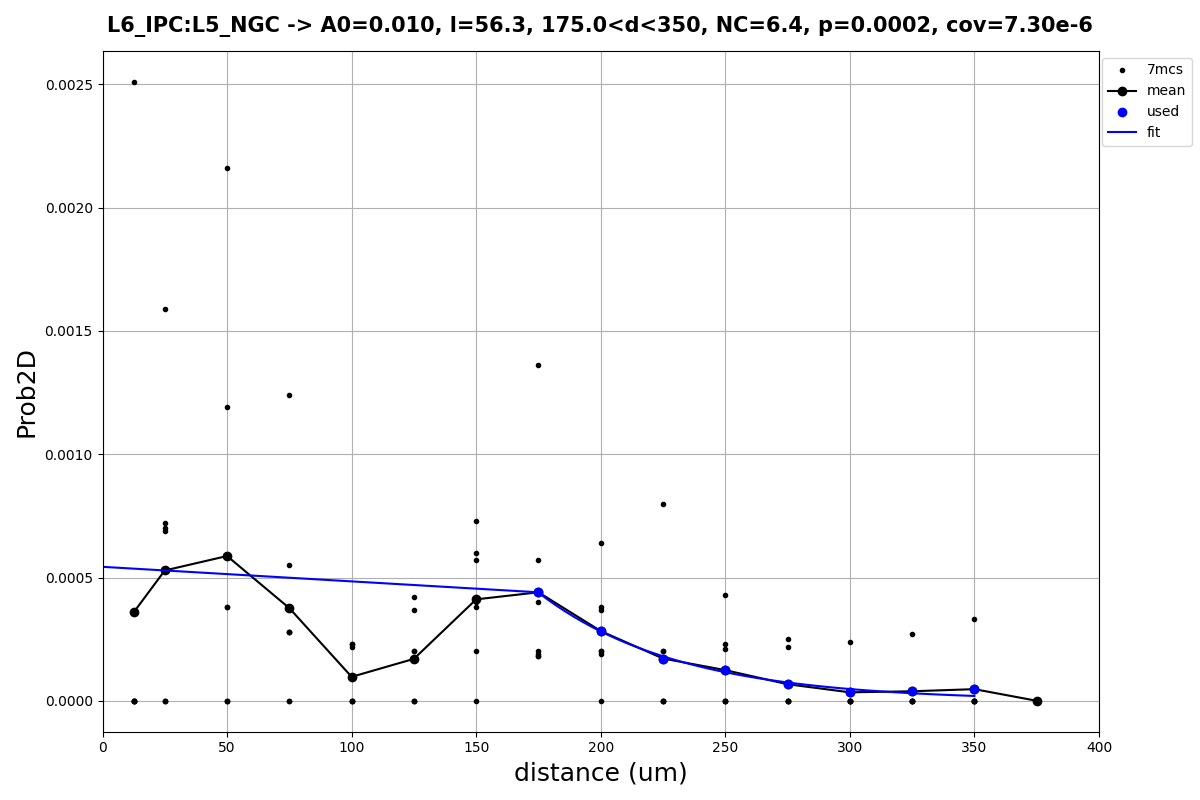 L6_IPC:L5_NGC -> A0=0.010, l=56.3, 175.0<d<350, NC=6.4, p=0.0002, cov=7.30e-6
7mcs
mean
used
fit
Prob2D
0.0025
0.0020
0.0015
0.0010
0.0005
0.0000
0 50 100 150 200 250 300 350 400
distance (um)